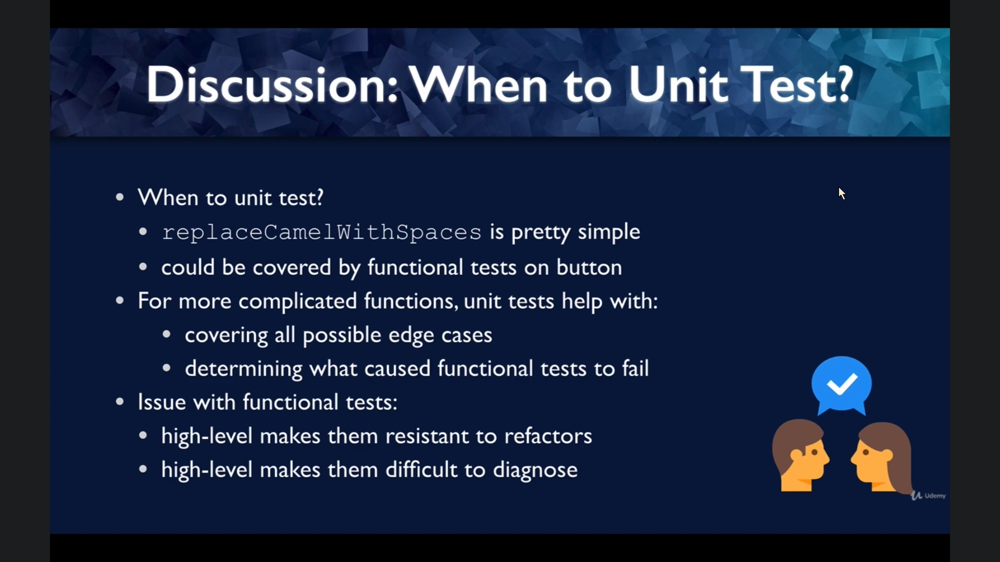 Discussion: When to Unit Test?
• When to unit test?
• replaceCamelWithSpaces is pretty simple
• could be covered by functional tests on button
• For more complicated functions, unit tests help with:
• covering all possible edge cases
• determining what caused functional tests to fail
• Issue with functional tests:
• high-level makes them resistant to refactors
• high-level makes them difficult to diagnose
Udemy